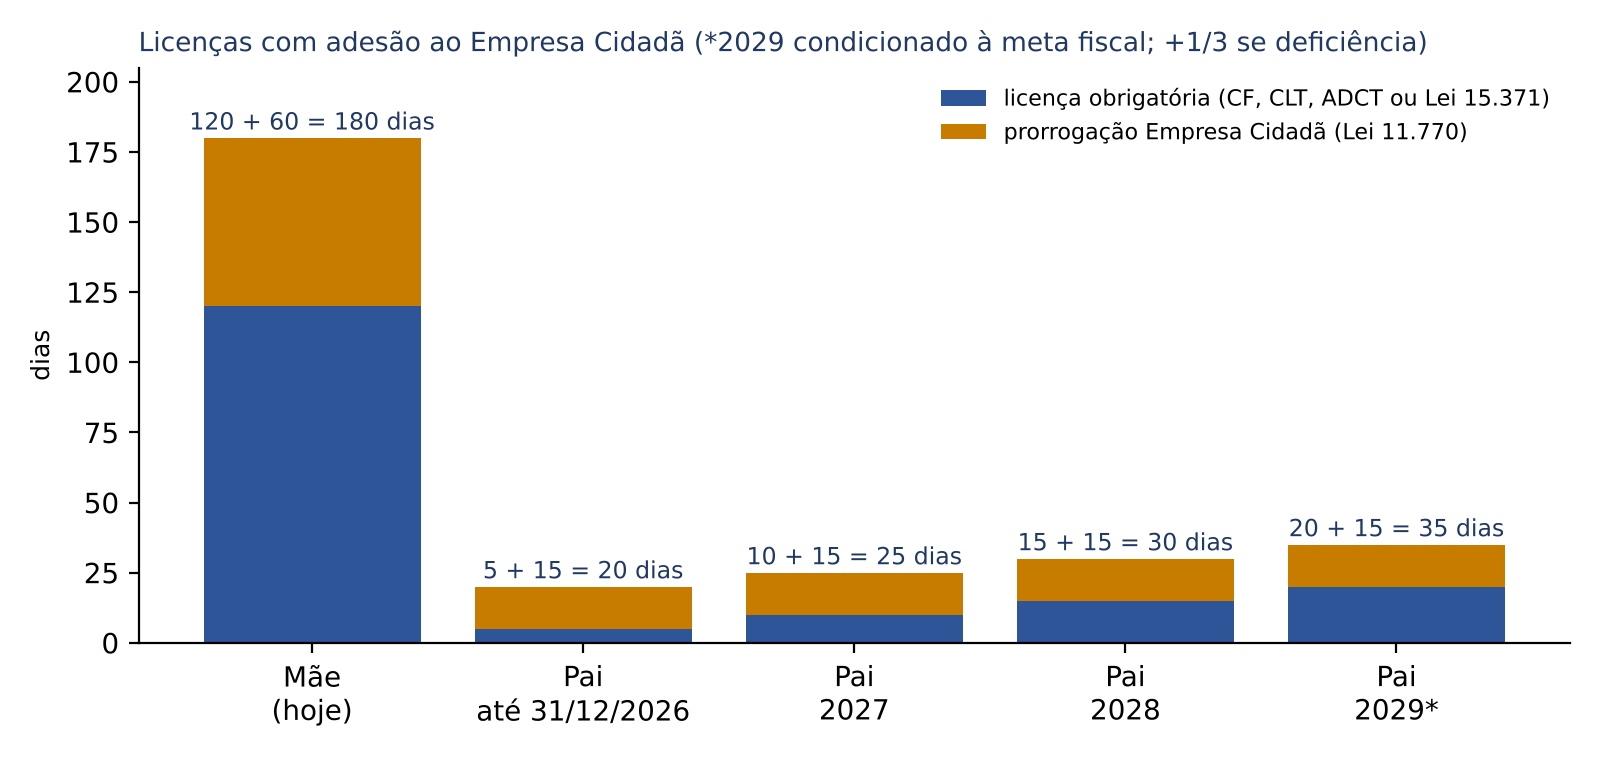 Licenças com adesão ao Empresa Cidadã (*2029 condicionado à meta fiscal; +1/3 se deficiência)
licença obrigatória (CF, CLT, ADCT ou Lei 15.371)
prorrogação Empresa Cidadã (Lei 11.770)
dias
200
175
150
125
100
75
50
25
0
120 + 60 = 180 dias
5 + 15 = 20 dias
10 + 15 = 25 dias
15 + 15 = 30 dias
20 + 15 = 35 dias
Mãe
(hoje)
Pai
até 31/12/2026
Pai
2027
Pai
2028
Pai
2029*